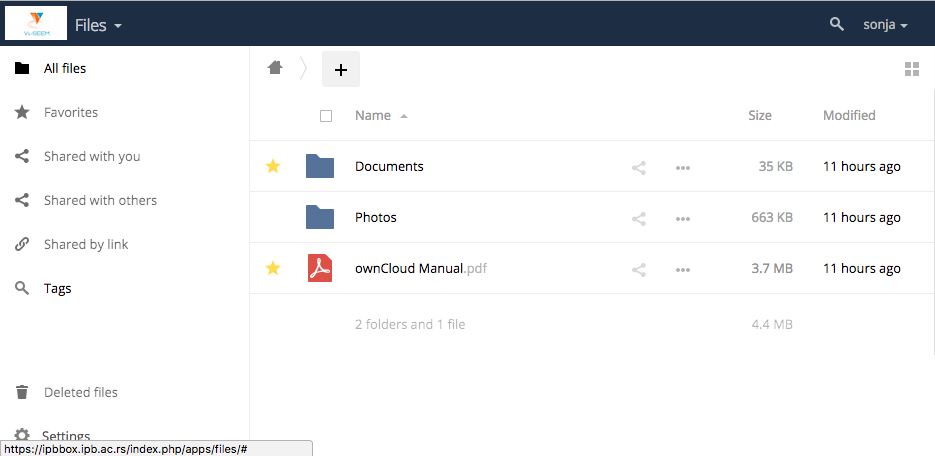 VI-SEEM
Files
sonja
All files
Favorites
Shared with you
Shared with others
Shared by link
Tags
Deleted files
Settings
https://ipbbox.ipb.ac.rs/index.php/apps/files/#
+
Name Size Modified
Documents ••• 35 KB 11 hours ago
Photos ••• 663 KB 11 hours ago
ownCloud Manual.pdf ••• 3.7 MB 11 hours ago
2 folders and 1 file 4.4 MB